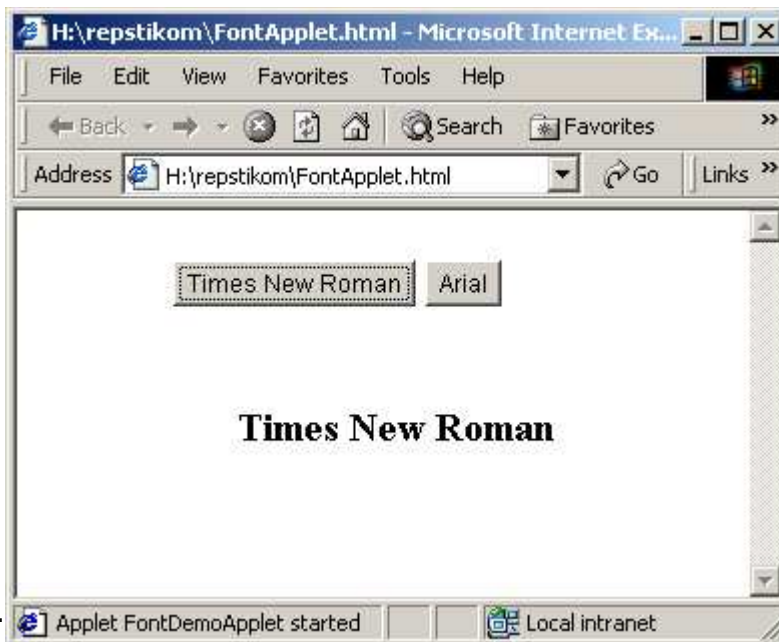 H:\repstikom\FontApplet.html - Microsoft Internet Ex...
File Edit View Favorites Tools Help
Back Search Favorites »
Address H:\repstikom\FontApplet.html Go Links »
Times New Roman Arial
Times New Roman
Applet FontDemoApplet started Local intranet